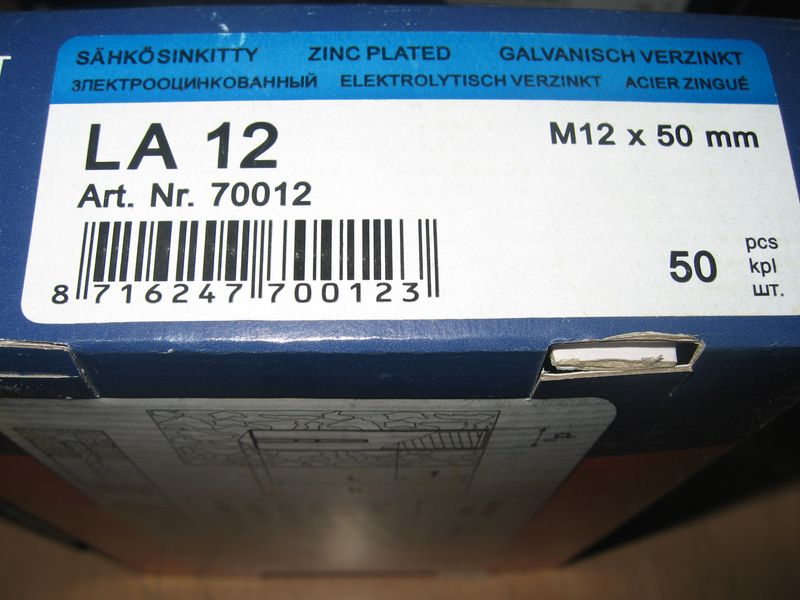 SÄHKÖSINKITTY ZINC PLATED GALVANISCH VERZINKT
ЗЛЕКТРООЦИНКОВАННЫЙ ELEKTROLYTISCH VERZINKT ACIER ZINGUÉ
LA 12 M12 x 50 mm
Art. Nr. 70012
50 pcs
kpl
шт.
8 716247 700123